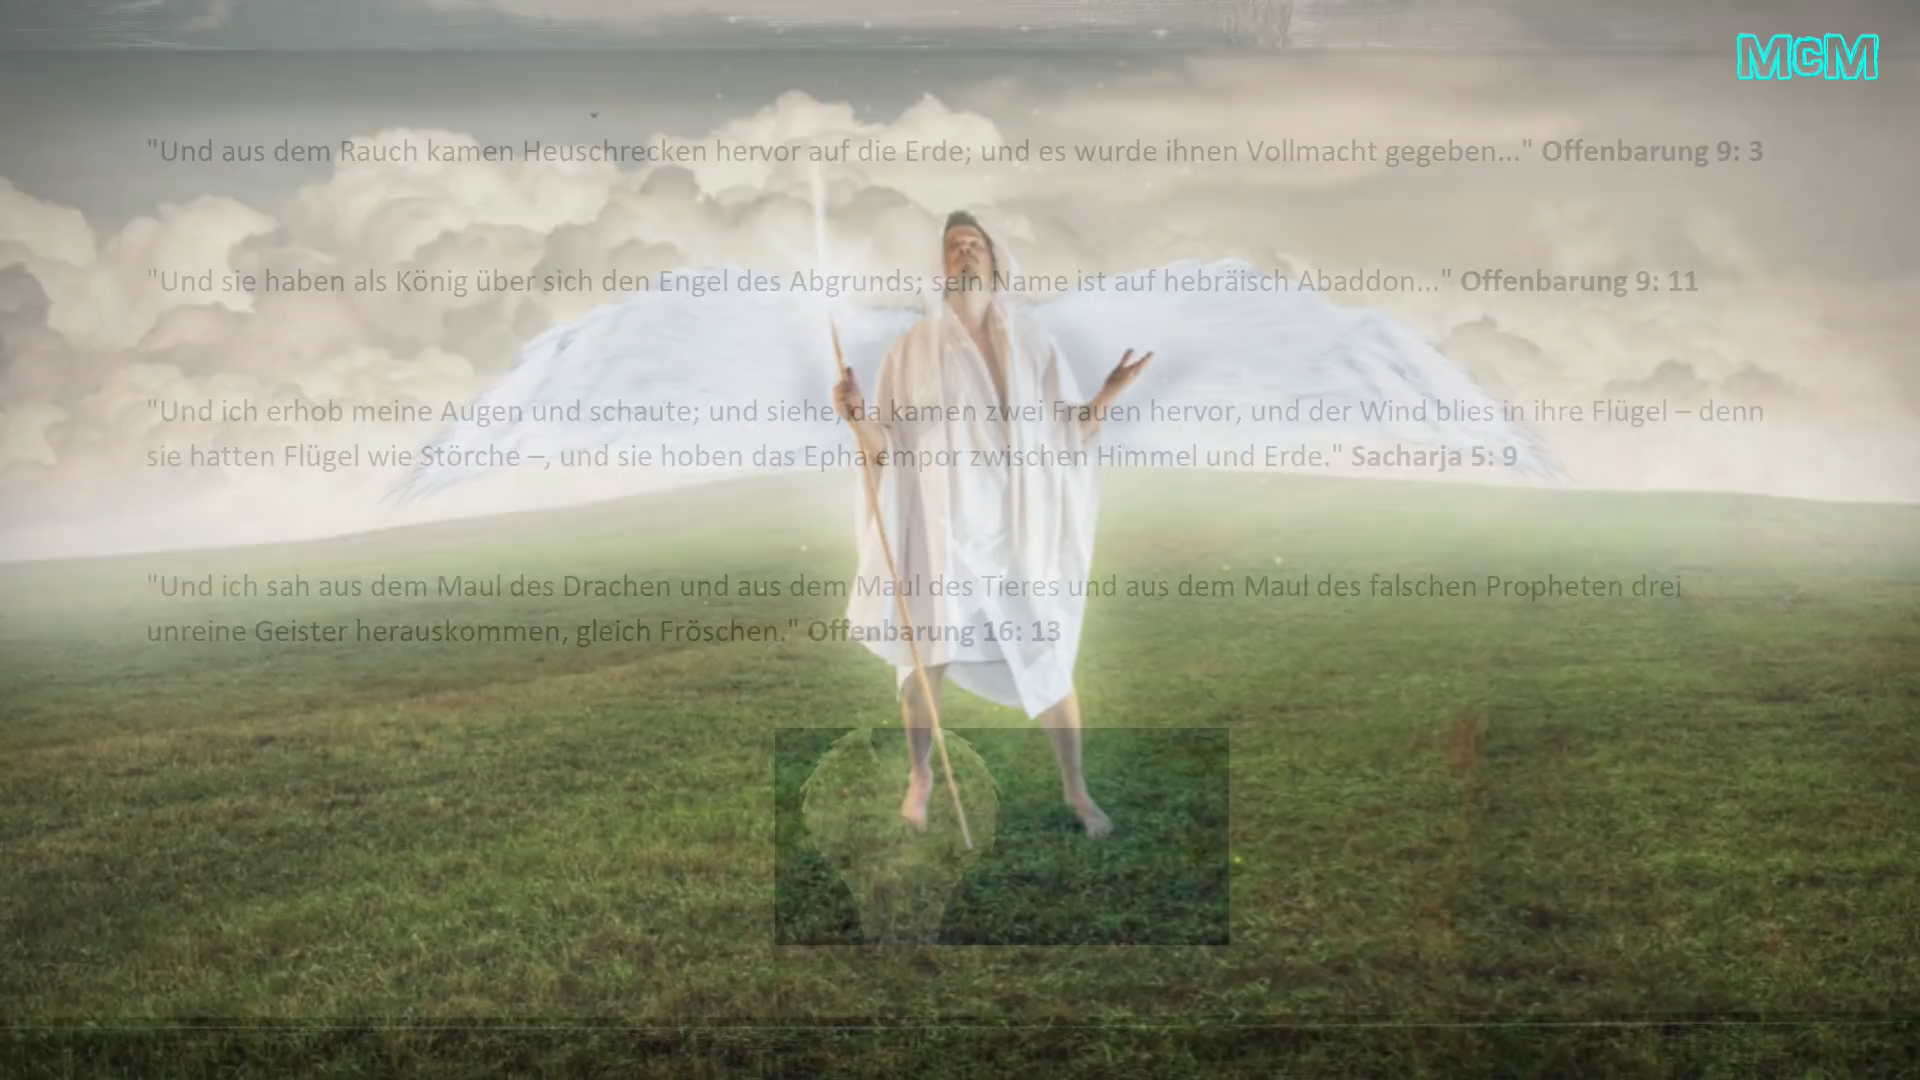 McM
"Und aus dem Rauch kamen Heuschrecken hervor auf die Erde; und es wurde ihnen Vollmacht gegeben..." Offenbarung 9: 3
"Und sie haben als König über sich den Engel des Abgrunds; sein Name ist auf hebräisch Abaddon..." Offenbarung 9: 11
"Und ich erhob meine Augen und schaute; und siehe, da kamen zwei Frauen hervor, und der Wind blies in ihre Flügel – denn
sie hatten Flügel wie Störche –, und sie hoben das Epha empor zwischen Himmel und Erde." Sacharja 5: 9
"Und ich sah aus dem Maul des Drachen und aus dem Maul des Tieres und aus dem Maul des falschen Propheten drei
unreine Geister herauskommen, gleich Fröschen." Offenbarung 16: 13